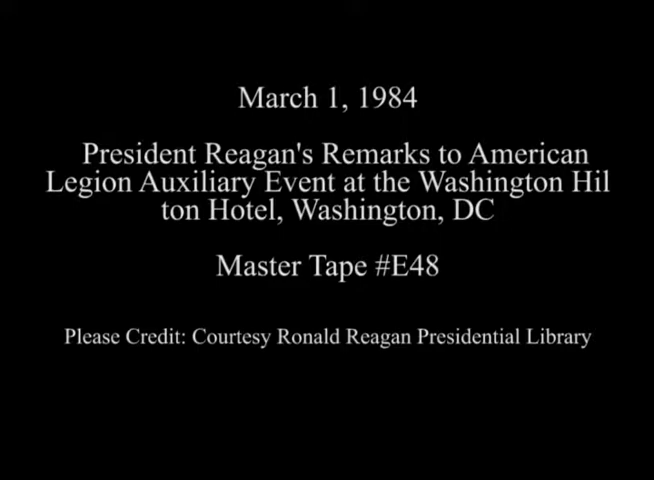 March 1, 1984
President Reagan's Remarks to American
Legion Auxiliary Event at the Washington Hil
ton Hotel, Washington, DC
Master Tape #E48
Please Credit: Courtesy Ronald Reagan Presidential Library